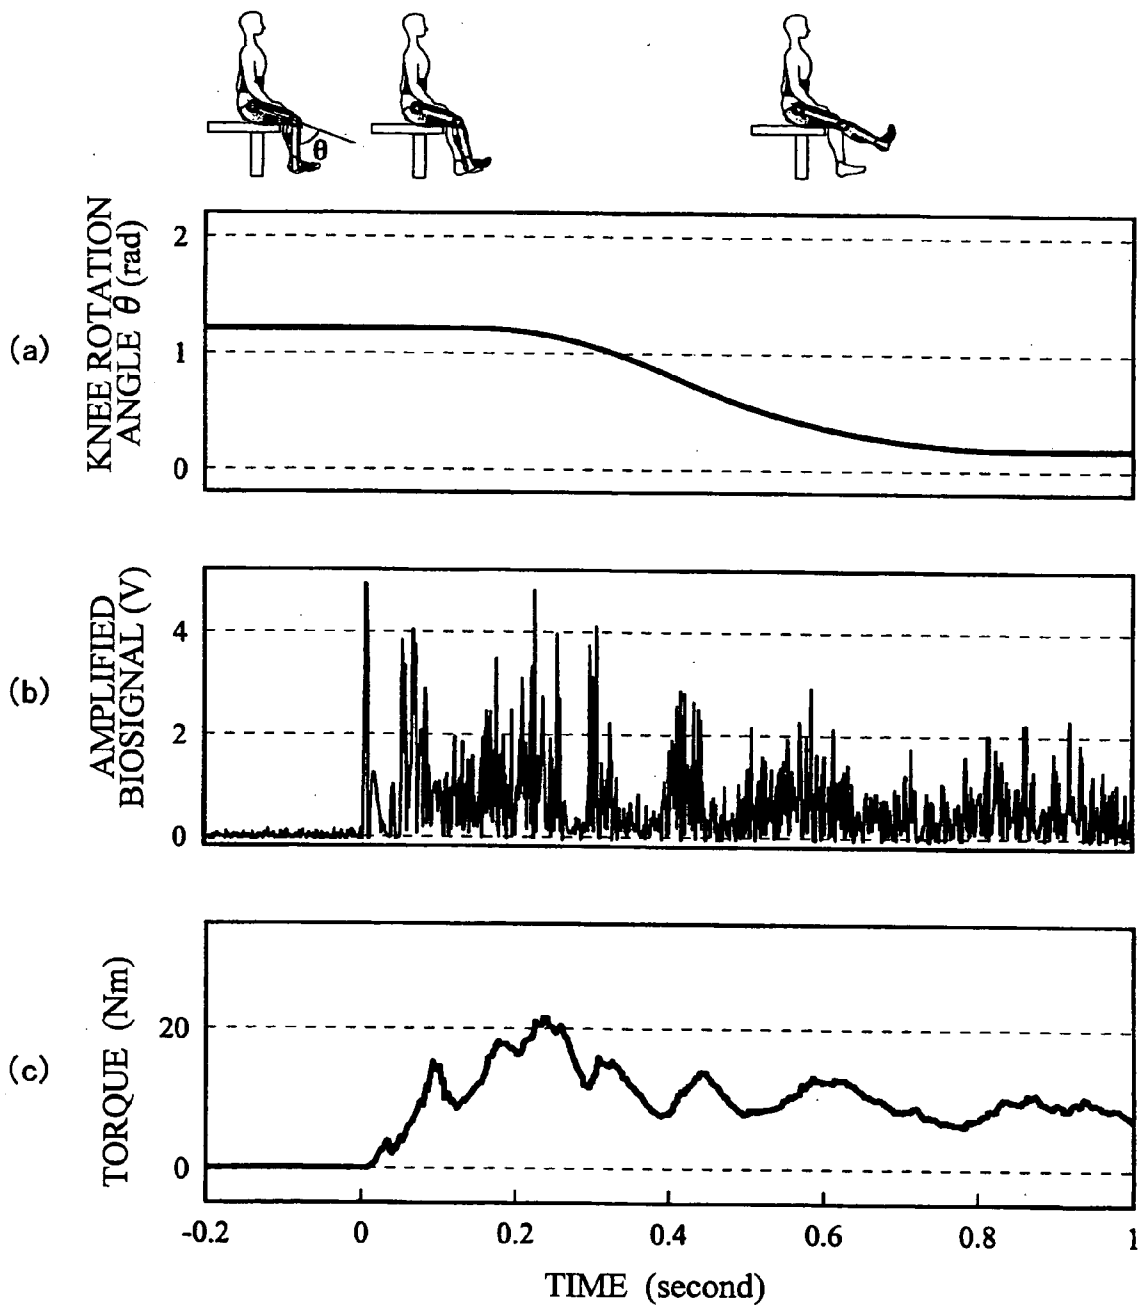 θ
(a)
KNEE ROTATION
ANGLE θ (rad)
2
1
0
(b)
AMPLIFIED
BIOSIGNAL (V)
4
2
0
(c)
TORQUE (Nm)
20
0
-0.2 0 0.2 0.4 0.6 0.8 1
TIME (second)